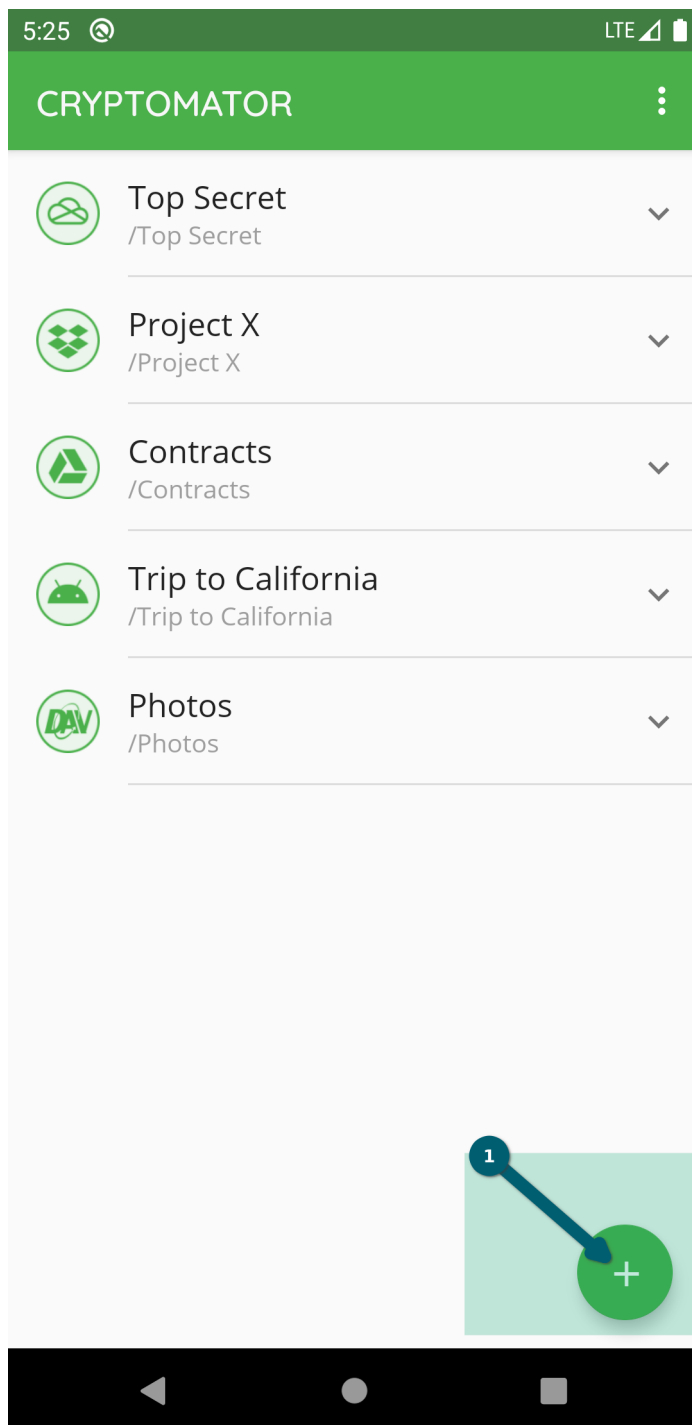 5:25
LTE
CRYPTOMATOR
Top Secret
/Top Secret
Project X
/Project X
Contracts
/Contracts
Trip to California
/Trip to California
DAV
Photos
/Photos
1